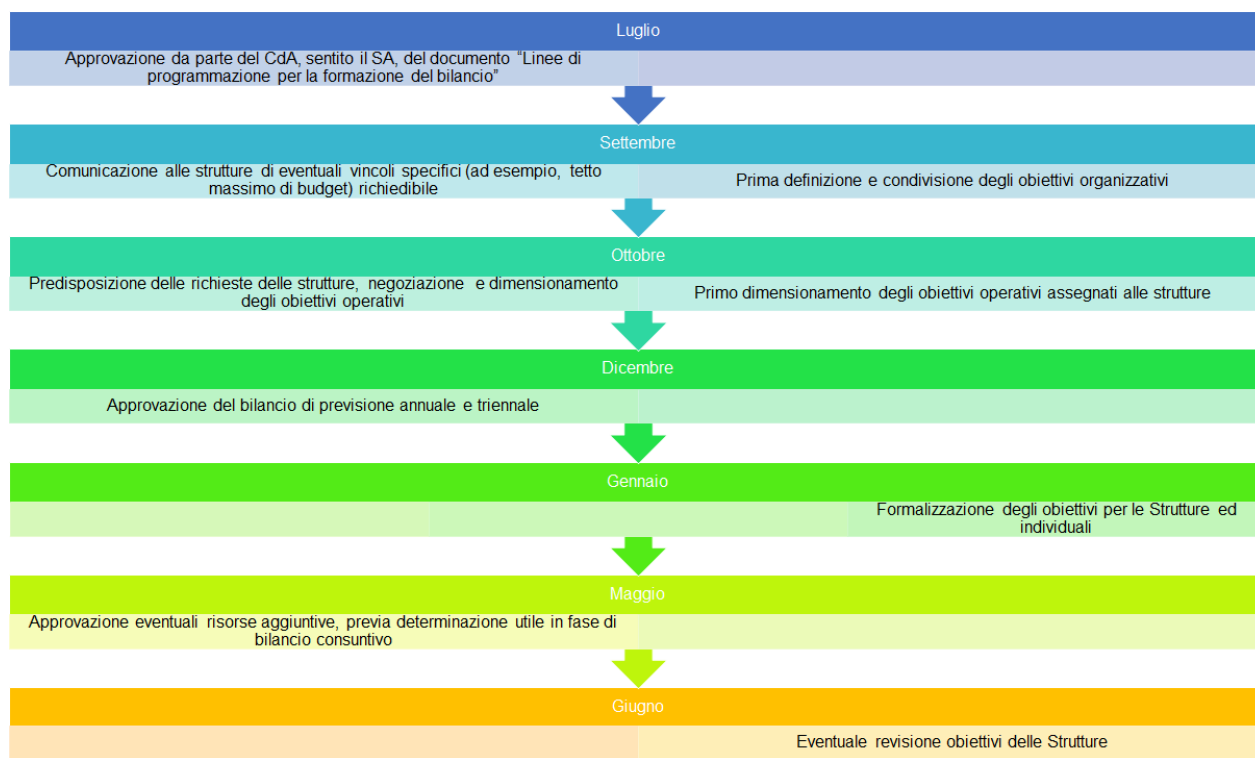 Luglio
Approvazione da parte del CdA, sentito il SA, del documento "Linee di
programmazione per la formazione del bilancio"
Settembre
Comunicazione alle strutture di eventuali vincoli specifici (ad esempio, tetto
massimo di budget) richiedibile
Prima definizione e condivisione degli obiettivi organizzativi
Ottobre
Predisposizione delle richieste delle strutture, negoziazione e dimensionamento
degli obiettivi operativi
Primo dimensionamento degli obiettivi operativi assegnati alle strutture
Dicembre
Approvazione del bilancio di previsione annuale e triennale
Gennaio
Formalizzazione degli obiettivi per le Strutture ed
individuali
Maggio
Approvazione eventuali risorse aggiuntive, previa determinazione utile in fase di
bilancio consuntivo
Giugno
Eventuale revisione obiettivi delle Strutture